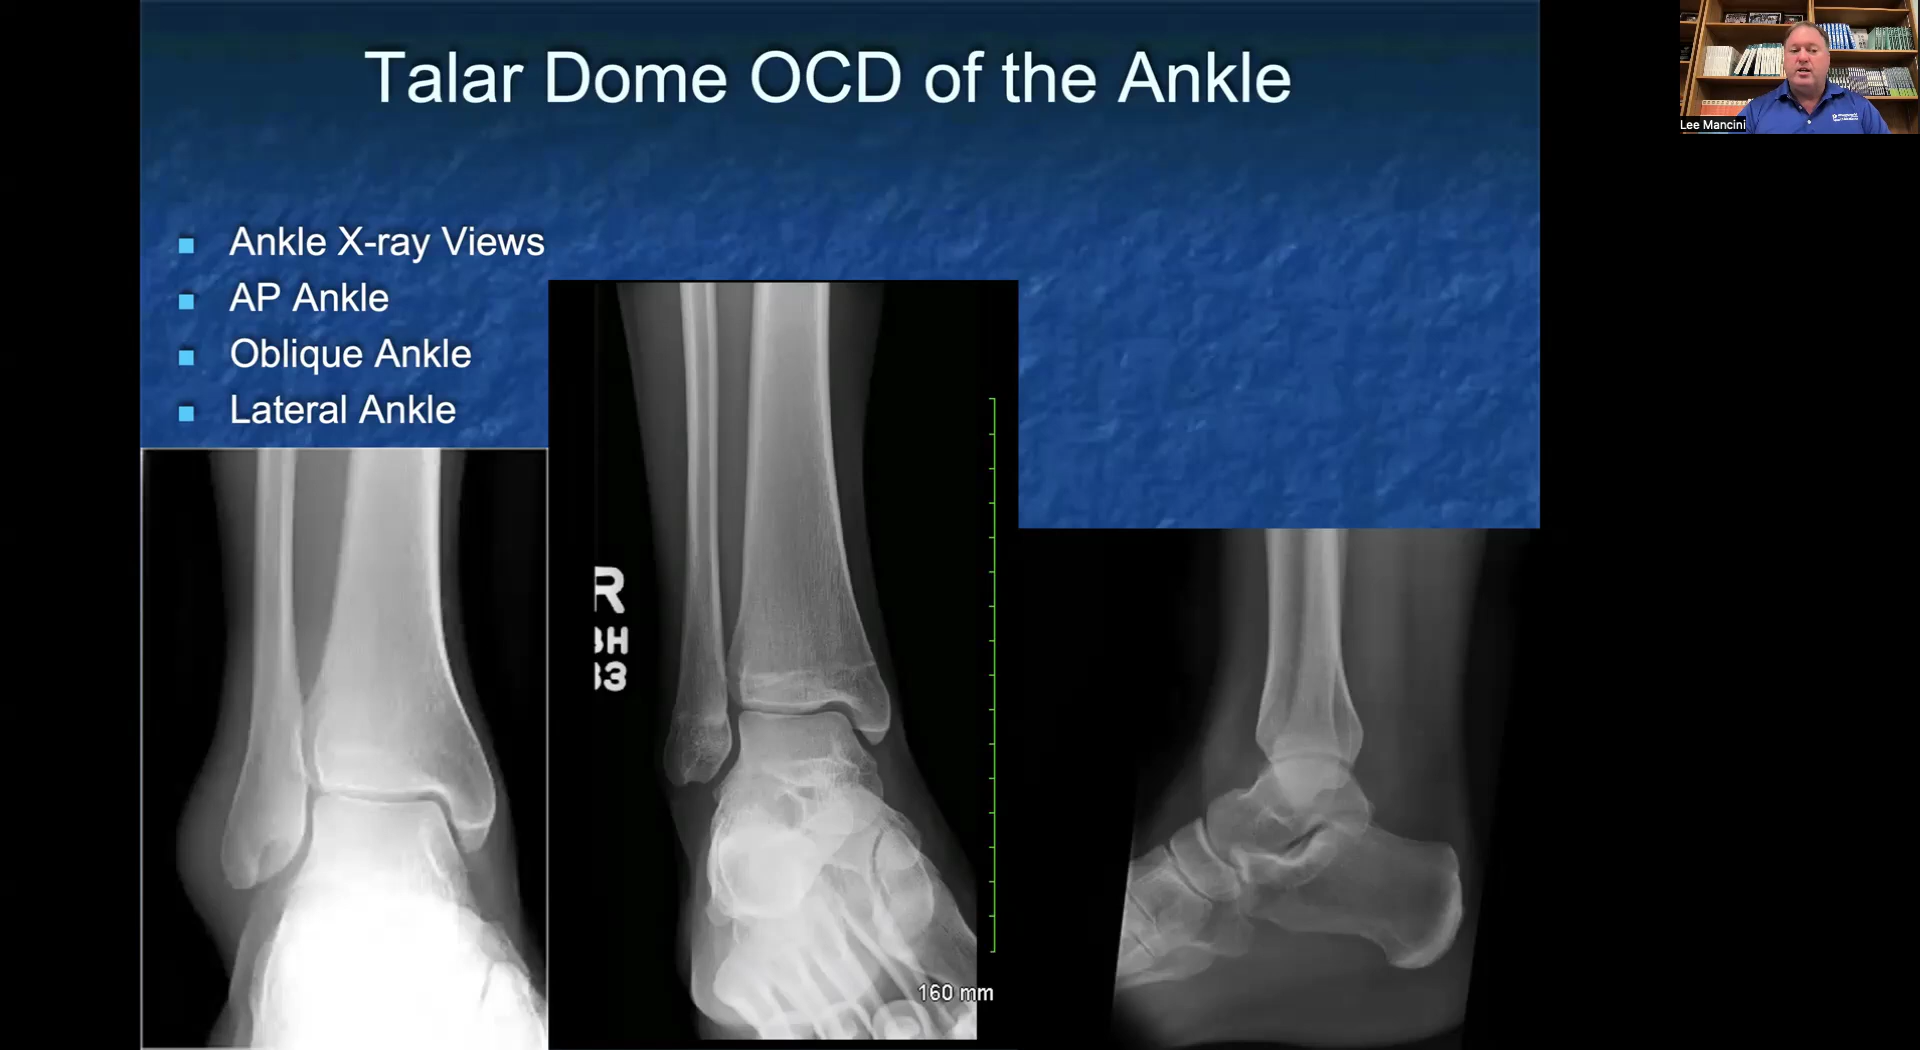 Talar Dome OCD of the Ankle
Lee Mancini
Ankle X-ray Views
AP Ankle
Oblique Ankle
Lateral Ankle
R
160 mm